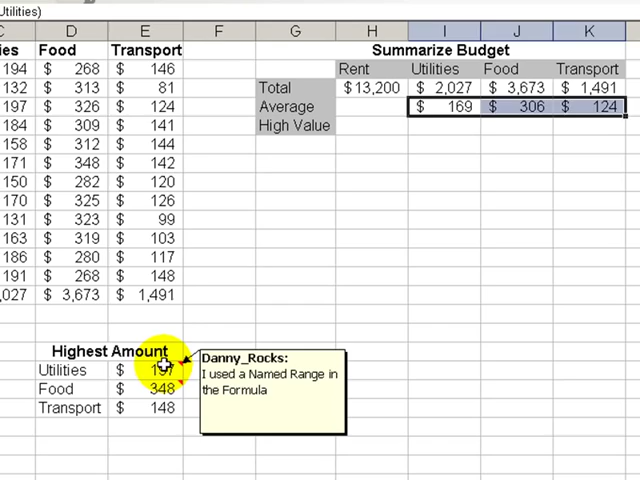 Utilities)
C D E F G H I J K
ies Food Transport Summarize Budget
194 $ 268 $ 146 Rent Utilities Food Transport
132 $ 313 $ 81 Total $ 13,200 $ 2,027 $ 3,673 $ 1,491
197 $ 326 $ 124 Average $ 169 $ 306 $ 124
184 $ 309 $ 141 High Value
158 $ 312 $ 144
171 $ 348 $ 142
150 $ 282 $ 120
170 $ 325 $ 126
131 $ 323 $ 99
163 $ 319 $ 103
186 $ 280 $ 117
191 $ 268 $ 148
,027 $ 3,673 $ 1,491
Highest Amount
Utilities $ 197
Food $ 348
Transport $ 148
Danny_Rocks:
I used a Named Range in
the Formula